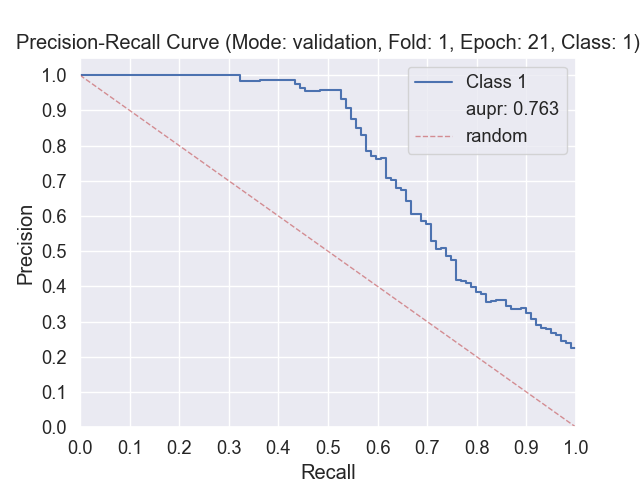 Precision-Recall Curve (Mode: validation, Fold: 1, Epoch: 21, Class: 1)
1.0
0.9
0.8
0.7
0.6
0.5
0.4
0.3
0.2
0.1
0.0
Precision
Class 1
aupr: 0.763
random
0.0 0.1 0.2 0.3 0.4 0.5 0.6 0.7 0.8 0.9 1.0
Recall